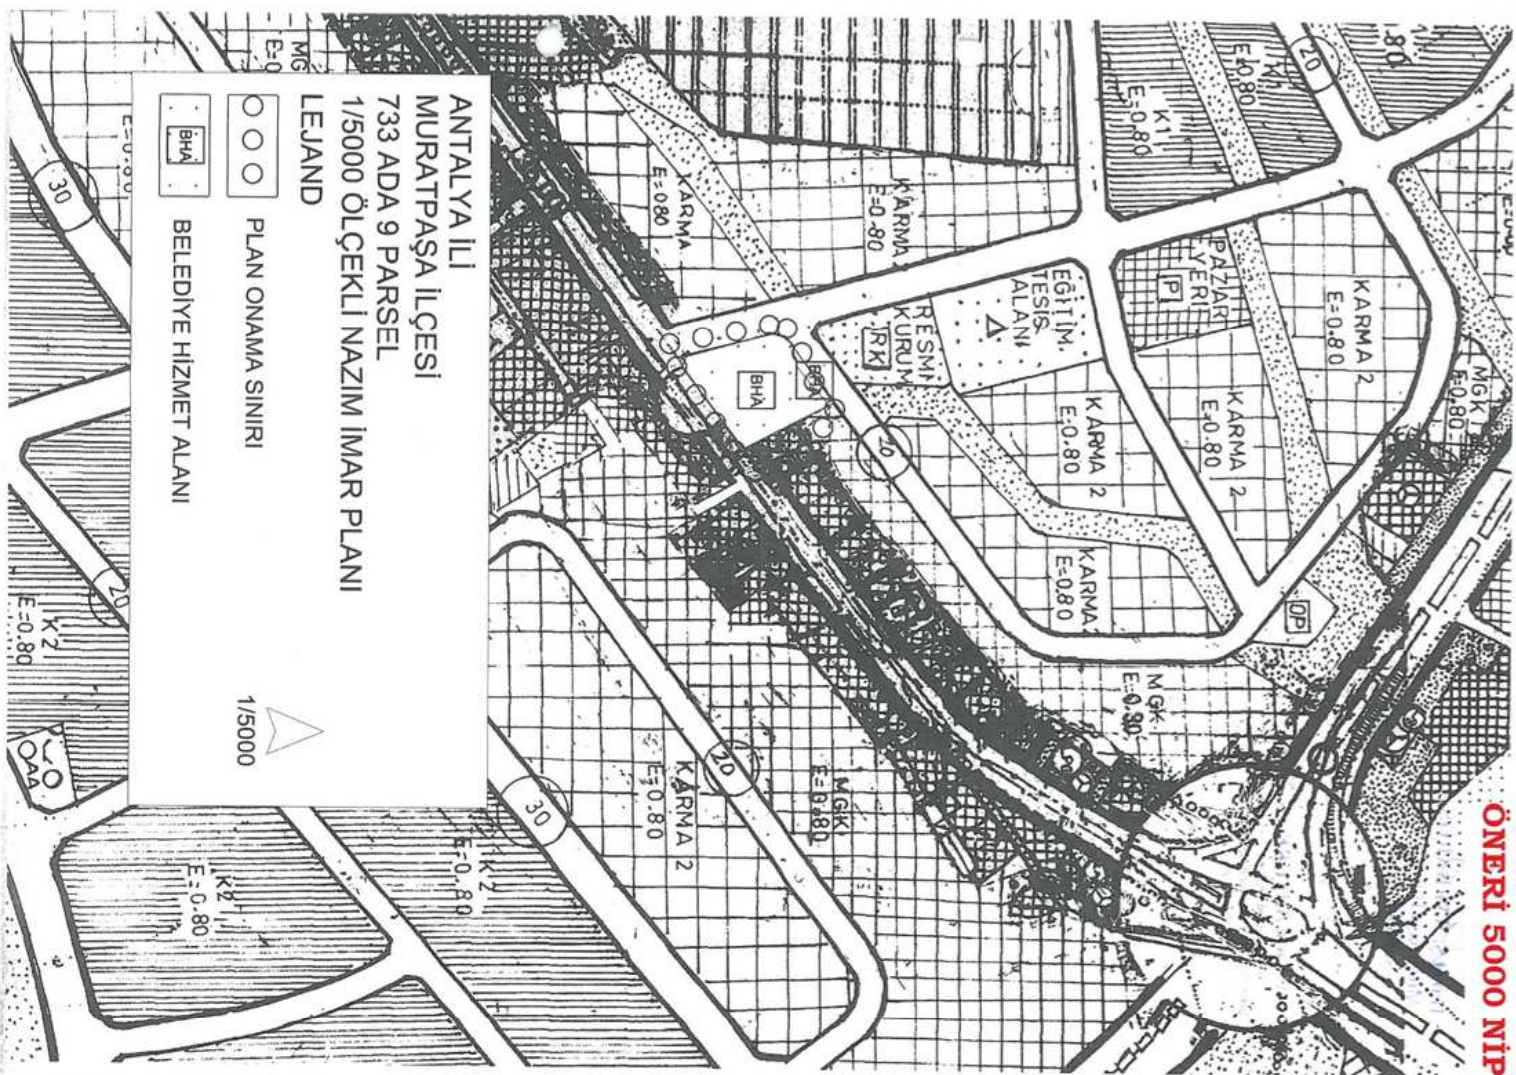 ÖNERİ 5000 NİP
ANTALYA İLİ
MURATPAŞA İLÇESİ
733 ADA 9 PARSEL
1/5000 ÖLÇEKLİ NAZIM İMAR PLANI
LEJAND
PLAN ONAMA SINIRI
BHA
BELEDİYE HİZMET ALANI
1/5000
20
K1
E=0.80
KARMA 2
E=0.80
MGK
E=0.80
PAZAR
YERİ
P
KARMA 2
E=0.80
EĞİTİM
TESİS
ALANI
RESMİ
KURUM
RK
KARMA 2
E=0.80
KARMA
E=0.80
KARMA
E=0.80
KARMA
E=0.80
BHA
BHA
20
OP
MGK
E=0.80
MGK
E=0.80
20
KARMA 2
E=0.80
30
K2
E=0.80
K2
E=0.80
K2
E=0.80
20
30
MG